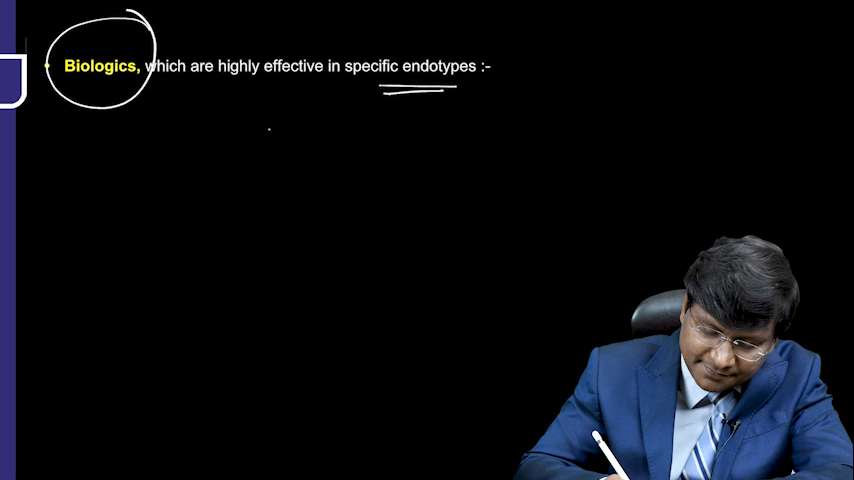 • Biologics, which are highly effective in specific endotypes :-